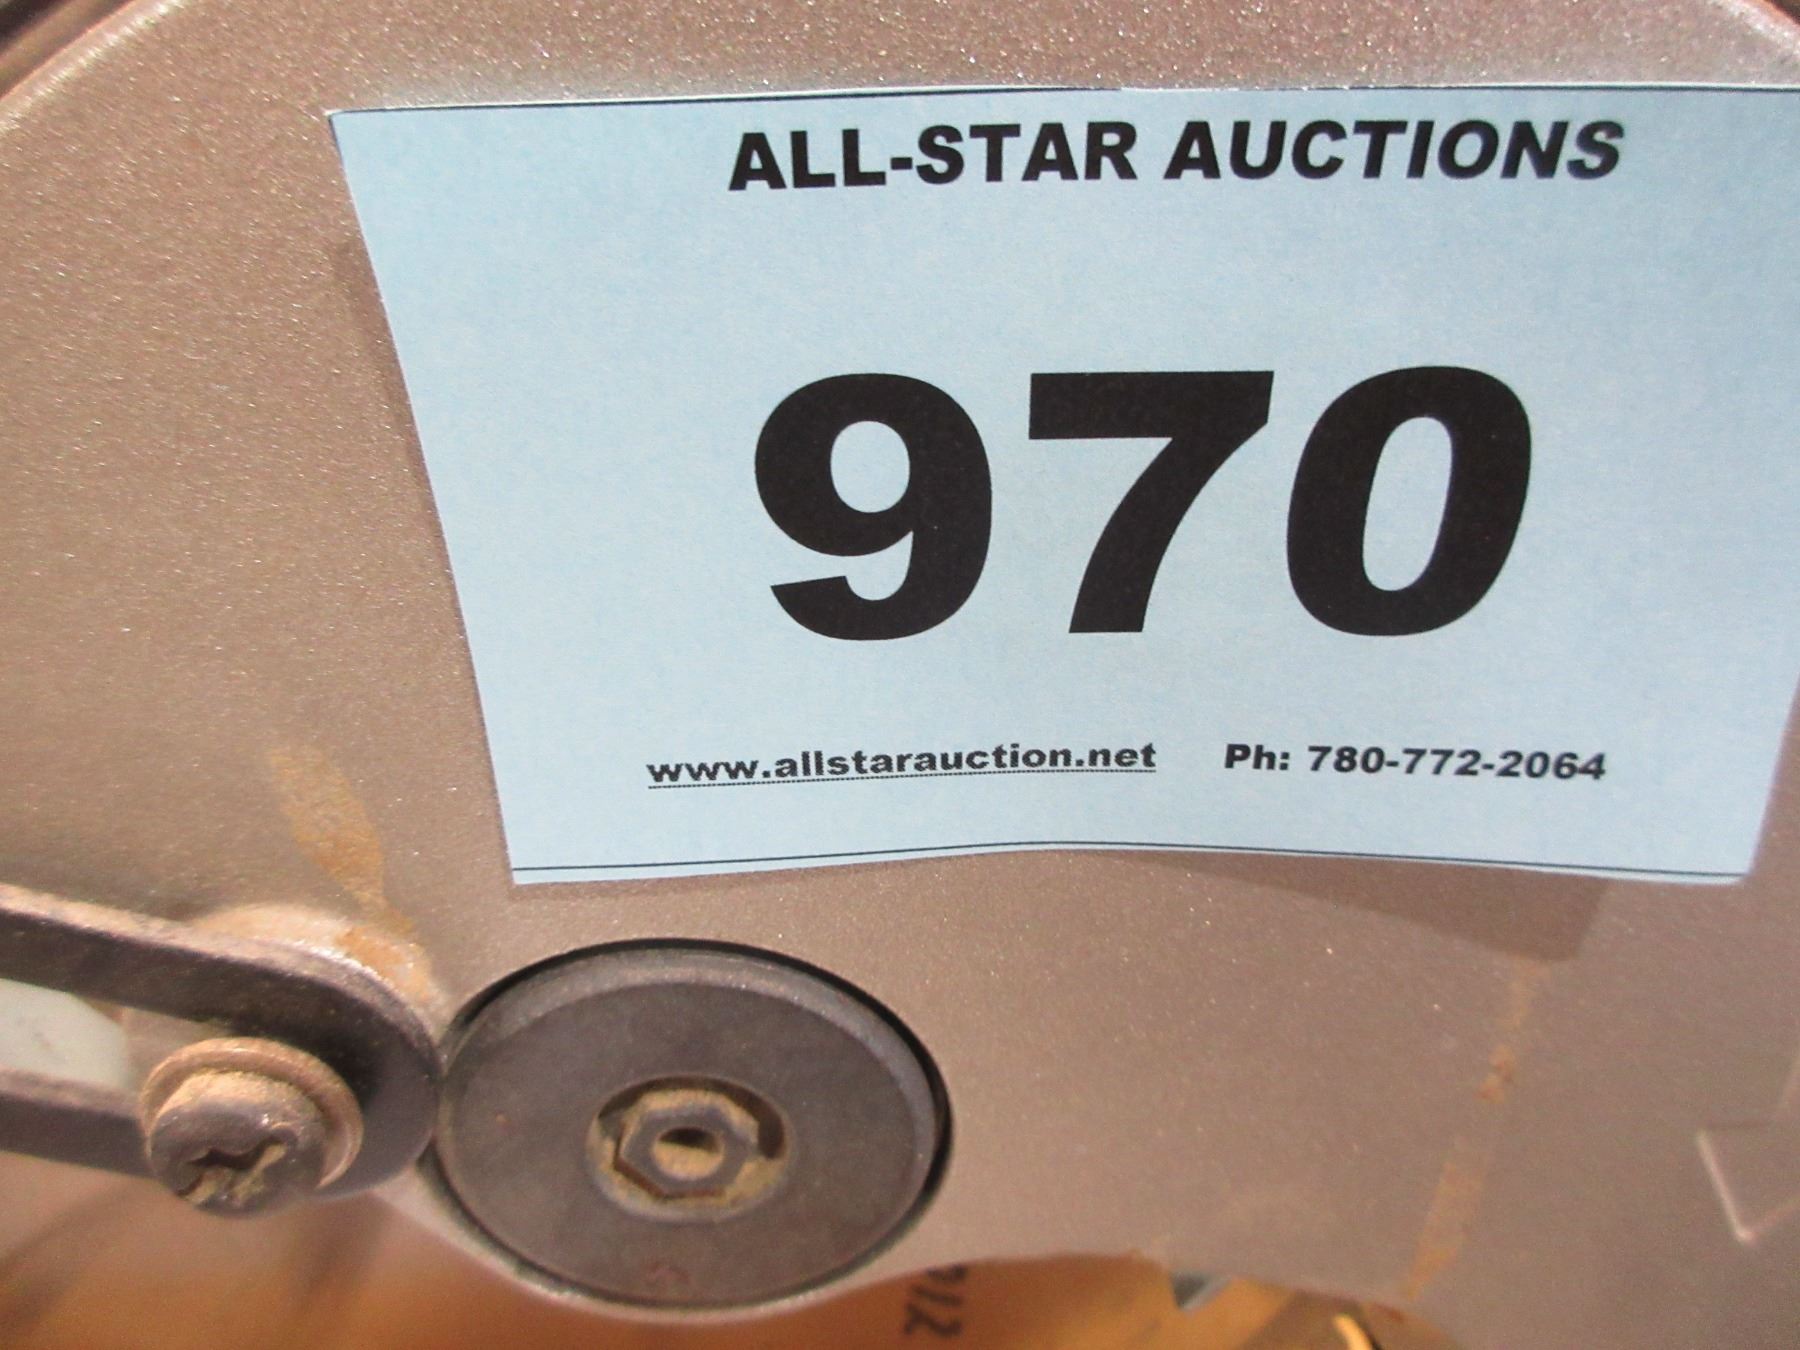 ALL-STAR AUCTIONS
970
www.allstarauction.net Ph: 780-772-2064